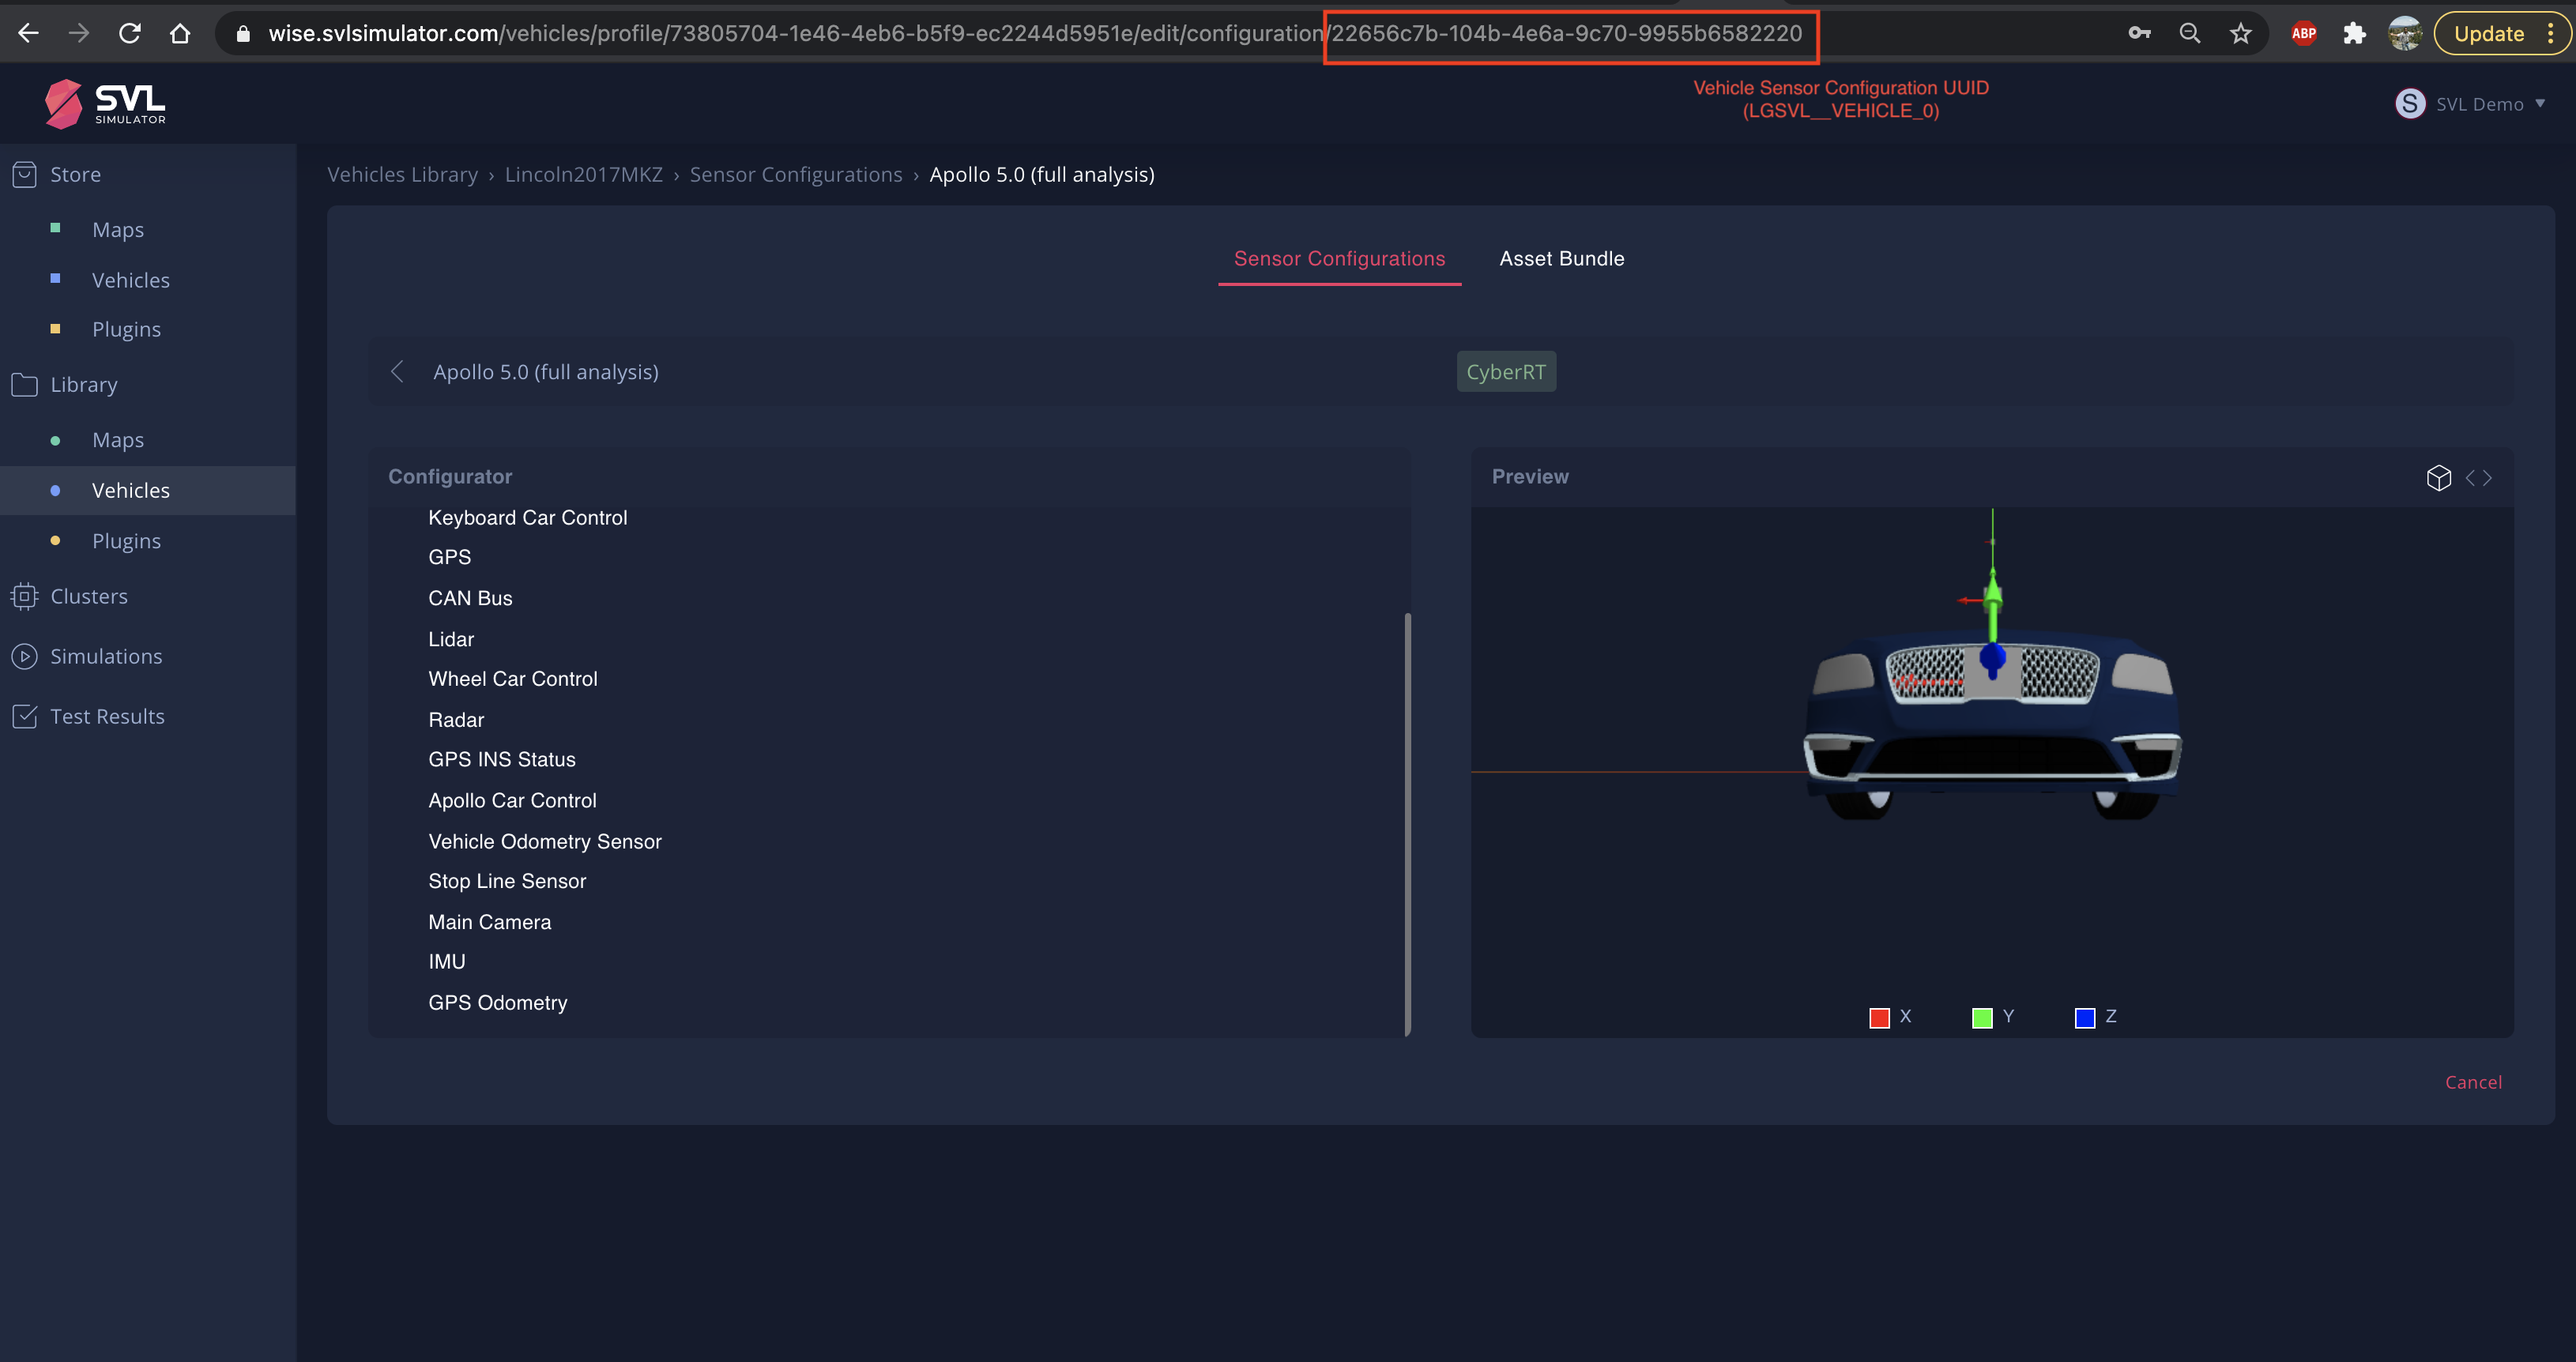 wise.svlsimulator.com/vehicles/profile/73805704-1e46-4eb6-b5f9-ec2244d5951e/edit/configuration/22656c7b-104b-4e6a-9c70-9955b6582220
ABP
Update
SVL
SIMULATOR
Vehicle Sensor Configuration UUID
(LGSVL__VEHICLE_0)
S SVL Demo
Store
Maps
Vehicles
Plugins
Library
Maps
Vehicles
Plugins
Clusters
Simulations
Test Results
Vehicles Library › Lincoln2017MKZ › Sensor Configurations › Apollo 5.0 (full analysis)
Sensor Configurations
Asset Bundle
Apollo 5.0 (full analysis)
CyberRT
Configurator
Keyboard Car Control
GPS
CAN Bus
Lidar
Wheel Car Control
Radar
GPS INS Status
Apollo Car Control
Vehicle Odometry Sensor
Stop Line Sensor
Main Camera
IMU
GPS Odometry
Preview
X
Y
Z
Cancel